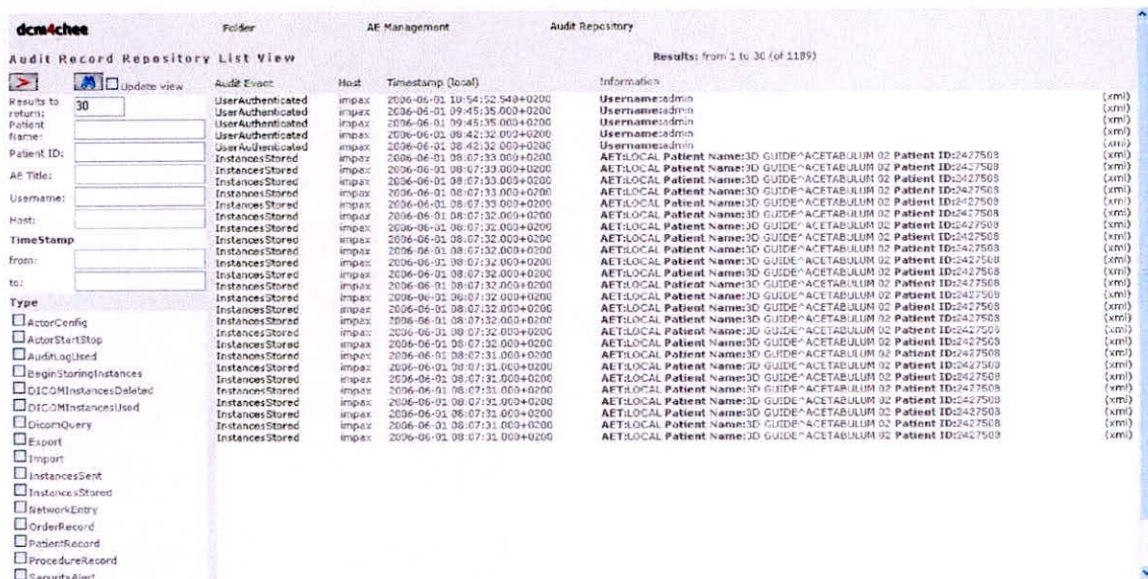 dcm4chee
Folder AE Management Audit Repository
Audit Record Repository List View
Results: from 1 to 30 (of 1189)
> Update view
Results to return: 30
Patient Name:
Patient ID:
AE Title:
Username:
Host:
TimeStamp
from:
to:
Type
ActorConfig
ActorStartStop
AuditLogUsed
BeginStoringInstances
DICOMInstancesDeleted
DICOMInstancesUsed
DicomQuery
Export
Import
InstancesSent
InstancesStored
NetworkEntry
OrderRecord
PatientRecord
ProcedureRecord
SecurityAlert
Audit Event Host Timestamp (local) Information
UserAuthenticated impax 2006-06-01 10:54:52.548+0200 Username:admin (xml)
UserAuthenticated impax 2006-06-01 09:45:35.000+0200 Username:admin (xml)
UserAuthenticated impax 2006-06-01 09:45:35.000+0200 Username:admin (xml)
UserAuthenticated impax 2006-06-01 08:42:32.000+0200 Username:admin (xml)
UserAuthenticated impax 2006-06-01 08:42:32.000+0200 Username:admin (xml)
InstancesStored impax 2006-06-01 08:07:33.000+0200 AET:LOCAL Patient Name:3D GUIDE^ACETABULUM 02 Patient ID:2427508 (xml)
InstancesStored impax 2006-06-01 08:07:33.000+0200 AET:LOCAL Patient Name:3D GUIDE^ACETABULUM 02 Patient ID:2427508 (xml)
InstancesStored impax 2006-06-01 08:07:33.000+0200 AET:LOCAL Patient Name:3D GUIDE^ACETABULUM 02 Patient ID:2427508 (xml)
InstancesStored impax 2006-06-01 08:07:33.000+0200 AET:LOCAL Patient Name:3D GUIDE^ACETABULUM 02 Patient ID:2427508 (xml)
InstancesStored impax 2006-06-01 08:07:33.000+0200 AET:LOCAL Patient Name:3D GUIDE^ACETABULUM 02 Patient ID:2427508 (xml)
InstancesStored impax 2006-06-01 08:07:32.000+0200 AET:LOCAL Patient Name:3D GUIDE^ACETABULUM 02 Patient ID:2427508 (xml)
InstancesStored impax 2006-06-01 08:07:32.000+0200 AET:LOCAL Patient Name:3D GUIDE^ACETABULUM 02 Patient ID:2427508 (xml)
InstancesStored impax 2006-06-01 08:07:32.000+0200 AET:LOCAL Patient Name:3D GUIDE^ACETABULUM 02 Patient ID:2427508 (xml)
InstancesStored impax 2006-06-01 08:07:32.000+0200 AET:LOCAL Patient Name:3D GUIDE^ACETABULUM 02 Patient ID:2427508 (xml)
InstancesStored impax 2006-06-01 08:07:32.000+0200 AET:LOCAL Patient Name:3D GUIDE^ACETABULUM 02 Patient ID:2427508 (xml)
InstancesStored impax 2006-06-01 08:07:32.000+0200 AET:LOCAL Patient Name:3D GUIDE^ACETABULUM 02 Patient ID:2427508 (xml)
InstancesStored impax 2006-06-01 08:07:32.000+0200 AET:LOCAL Patient Name:3D GUIDE^ACETABULUM 02 Patient ID:2427508 (xml)
InstancesStored impax 2006-06-01 08:07:32.000+0200 AET:LOCAL Patient Name:3D GUIDE^ACETABULUM 02 Patient ID:2427508 (xml)
InstancesStored impax 2006-06-01 08:07:32.000+0200 AET:LOCAL Patient Name:3D GUIDE^ACETABULUM 02 Patient ID:2427508 (xml)
InstancesStored impax 2006-06-01 08:07:32.000+0200 AET:LOCAL Patient Name:3D GUIDE^ACETABULUM 02 Patient ID:2427508 (xml)
InstancesStored impax 2006-06-01 08:07:32.000+0200 AET:LOCAL Patient Name:3D GUIDE^ACETABULUM 02 Patient ID:2427508 (xml)
InstancesStored impax 2006-06-01 08:07:31.000+0200 AET:LOCAL Patient Name:3D GUIDE^ACETABULUM 02 Patient ID:2427508 (xml)
InstancesStored impax 2006-06-01 08:07:31.000+0200 AET:LOCAL Patient Name:3D GUIDE^ACETABULUM 02 Patient ID:2427508 (xml)
InstancesStored impax 2006-06-01 08:07:31.000+0200 AET:LOCAL Patient Name:3D GUIDE^ACETABULUM 02 Patient ID:2427508 (xml)
InstancesStored impax 2006-06-01 08:07:31.000+0200 AET:LOCAL Patient Name:3D GUIDE^ACETABULUM 02 Patient ID:2427508 (xml)
InstancesStored impax 2006-06-01 08:07:31.000+0200 AET:LOCAL Patient Name:3D GUIDE^ACETABULUM 02 Patient ID:2427508 (xml)
InstancesStored impax 2006-06-01 08:07:31.000+0200 AET:LOCAL Patient Name:3D GUIDE^ACETABULUM 02 Patient ID:2427508 (xml)
InstancesStored impax 2006-06-01 08:07:31.000+0200 AET:LOCAL Patient Name:3D GUIDE^ACETABULUM 02 Patient ID:2427508 (xml)
InstancesStored impax 2006-06-01 08:07:31.000+0200 AET:LOCAL Patient Name:3D GUIDE^ACETABULUM 02 Patient ID:2427508 (xml)
InstancesStored impax 2006-06-01 08:07:31.000+0200 AET:LOCAL Patient Name:3D GUIDE^ACETABULUM 02 Patient ID:2427508 (xml)